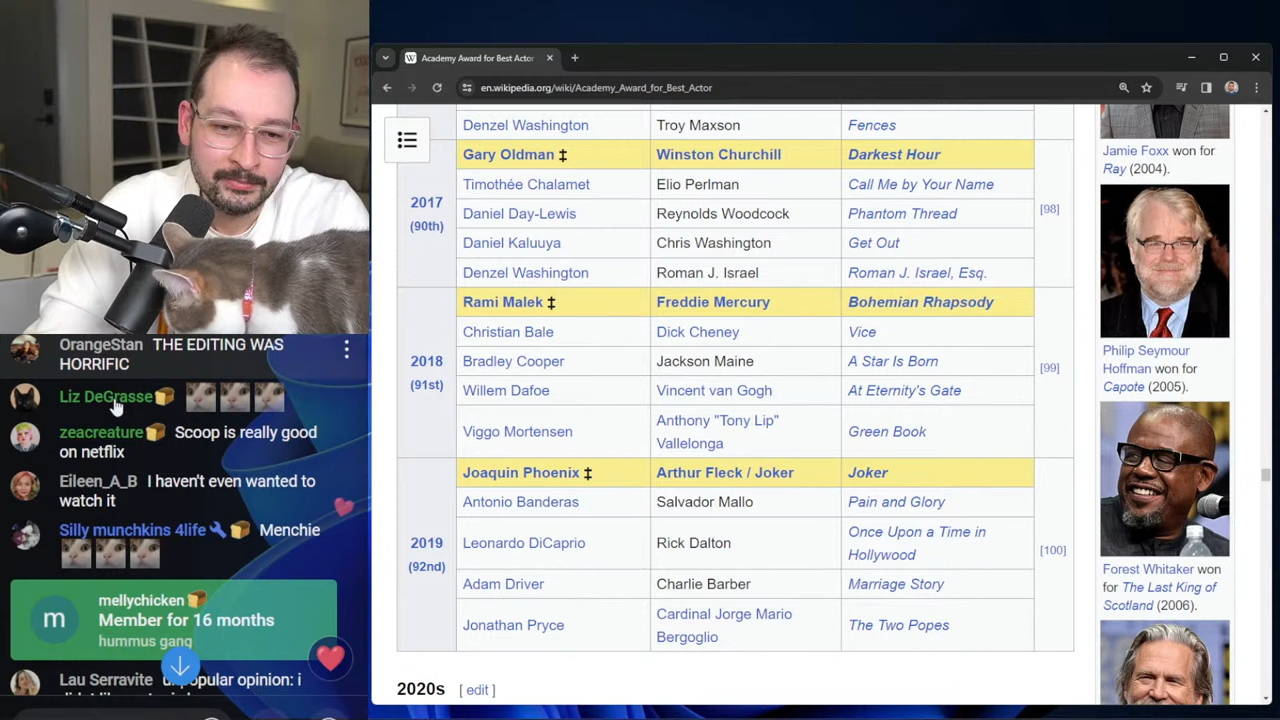 Academy Award for Best Actor
en.wikipedia.org/wiki/Academy_Award_for_Best_Actor
OrangeStan THE EDITING WAS
HORRIFIC
Liz DeGrasse
zeacreature Scoop is really good
on netflix
Eileen_A_B I haven't even wanted to
watch it
Silly munchkins 4life Menchie
m
mellychicken
Member for 16 months
hummus gang
Lau Serravite popular opinion: i
Denzel Washington Troy Maxson Fences
2017
(90th)
Gary Oldman ‡ Winston Churchill Darkest Hour
Timothée Chalamet Elio Perlman Call Me by Your Name
Daniel Day-Lewis Reynolds Woodcock Phantom Thread
Daniel Kaluuya Chris Washington Get Out
Denzel Washington Roman J. Israel Roman J. Israel, Esq.
[98]
2018
(91st)
Rami Malek ‡ Freddie Mercury Bohemian Rhapsody
Christian Bale Dick Cheney Vice
Bradley Cooper Jackson Maine A Star Is Born
Willem Dafoe Vincent van Gogh At Eternity's Gate
Viggo Mortensen Anthony "Tony Lip"
Vallelonga Green Book
[99]
2019
(92nd)
Joaquin Phoenix ‡ Arthur Fleck / Joker Joker
Antonio Banderas Salvador Mallo Pain and Glory
Leonardo DiCaprio Rick Dalton Once Upon a Time in
Hollywood
Adam Driver Charlie Barber Marriage Story
Jonathan Pryce Cardinal Jorge Mario
Bergoglio The Two Popes
[100]
2020s [ edit ]
Jamie Foxx won for
Ray (2004).
Philip Seymour
Hoffman won for
Capote (2005).
Forest Whitaker won
for The Last King of
Scotland (2006).